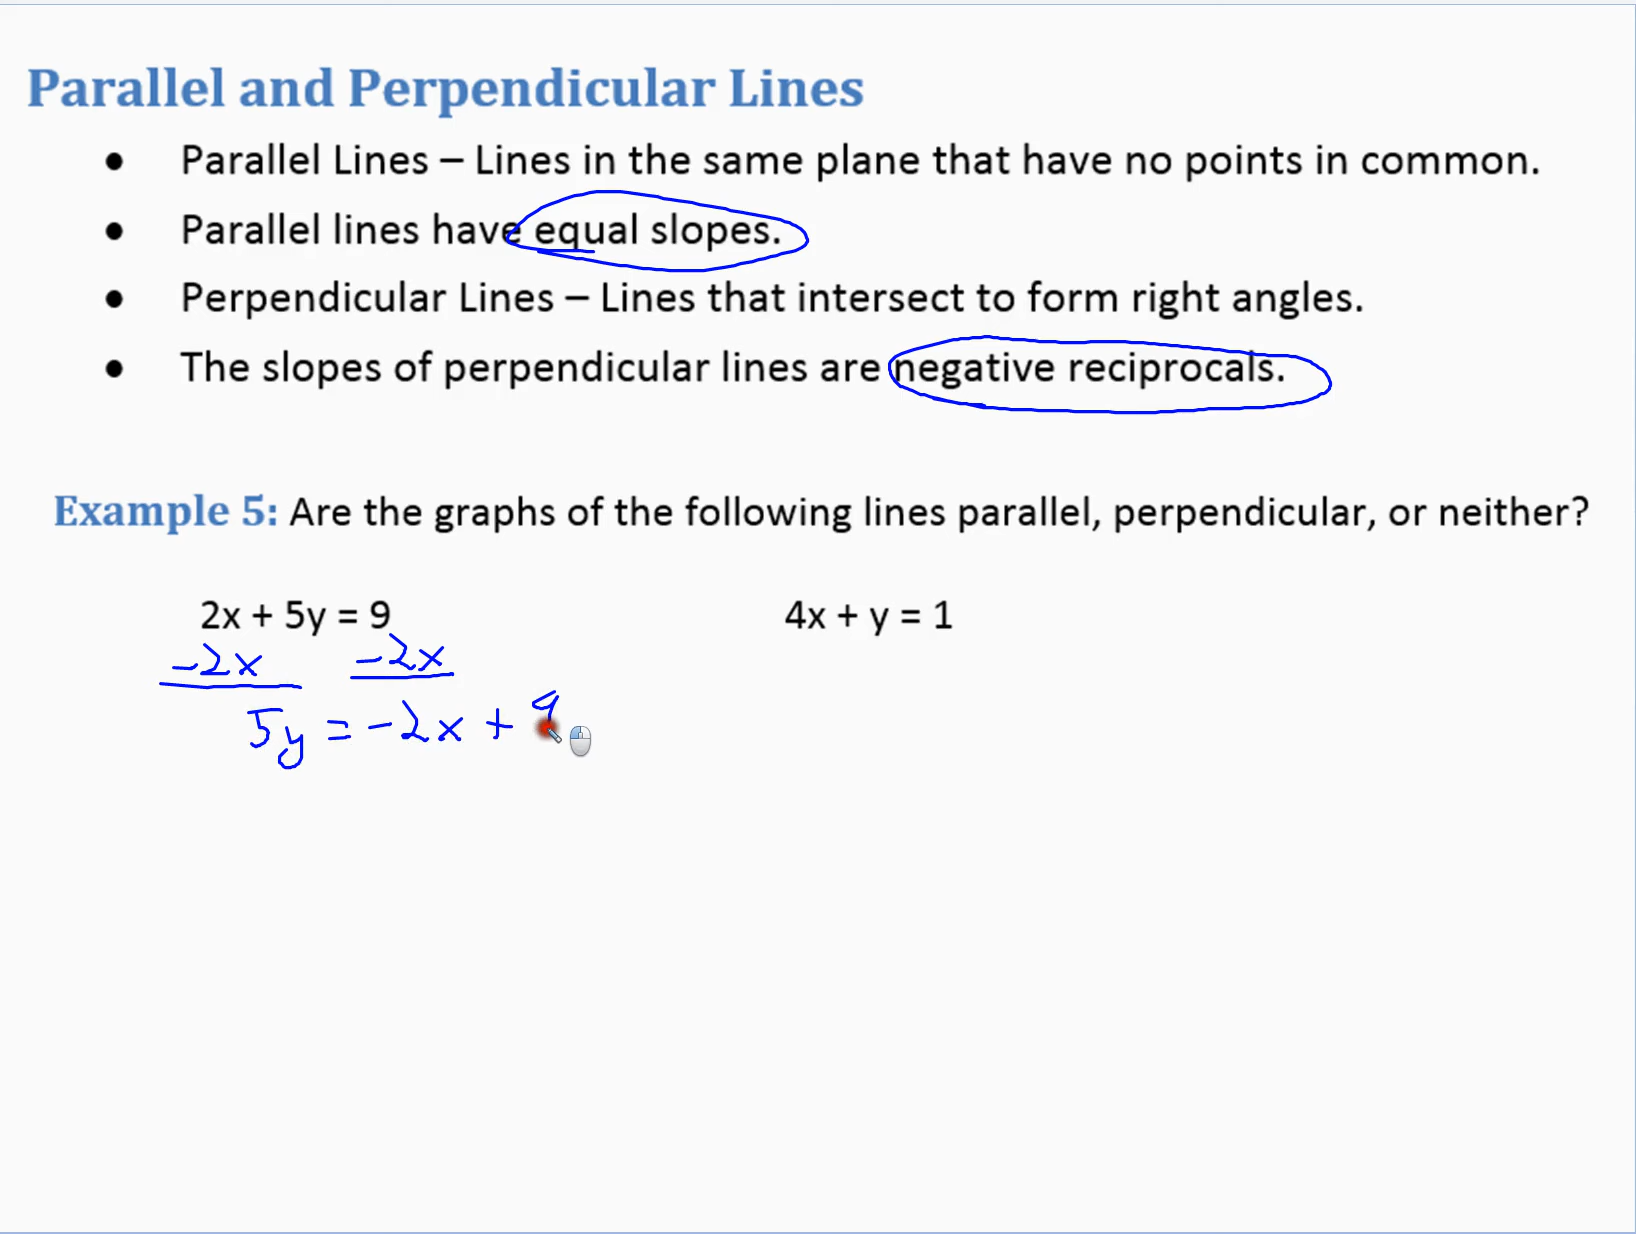 Parallel and Perpendicular Lines
• Parallel Lines – Lines in the same plane that have no points in common.
• Parallel lines have equal slopes.
• Perpendicular Lines – Lines that intersect to form right angles.
• The slopes of perpendicular lines are negative reciprocals.
Example 5: Are the graphs of the following lines parallel, perpendicular, or neither?
2x + 5y = 9 4x + y = 1
-2x -2x
5y = -2x + 9